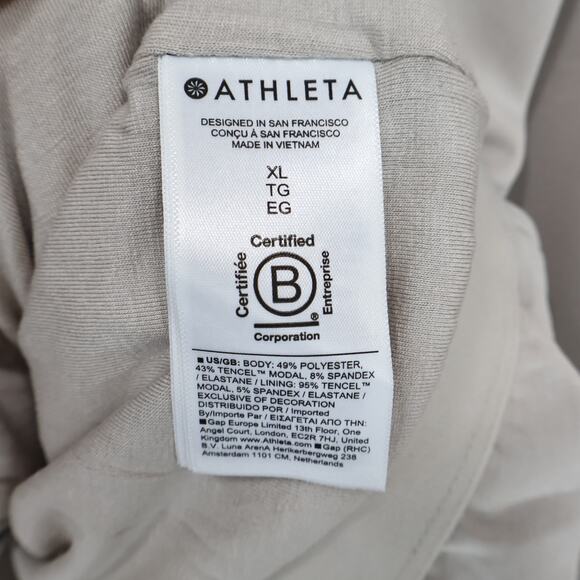 ATHLETA
DESIGNED IN SAN FRANCISCO
CONÇU À SAN FRANCISCO
MADE IN VIETNAM
XL
TG
EG
Certified
Certifiée
B
Entreprise
®
Corporation
■ US/GB: BODY: 49% POLYESTER,
43% TENCEL™ MODAL, 8% SPANDEX
/ ELASTANE / LINING: 95% TENCEL™
MODAL, 5% SPANDEX / ELASTANE /
EXCLUSIVE OF DECORATION
DISTRIBUIDO POR / Imported
By/Importe Par / ΕΙΣΑΓΕΤΑΙ ΑΠΟ ΤΗΝ:
■Gap Europe Limited 13th Floor, One
Angel Court, London, EC2R 7HJ, United
Kingdom www.Athleta.com ■Gap (RHC)
B.V. Luna ArenA Herikerbergweg 238
Amsterdam 1101 CM, Netherlands